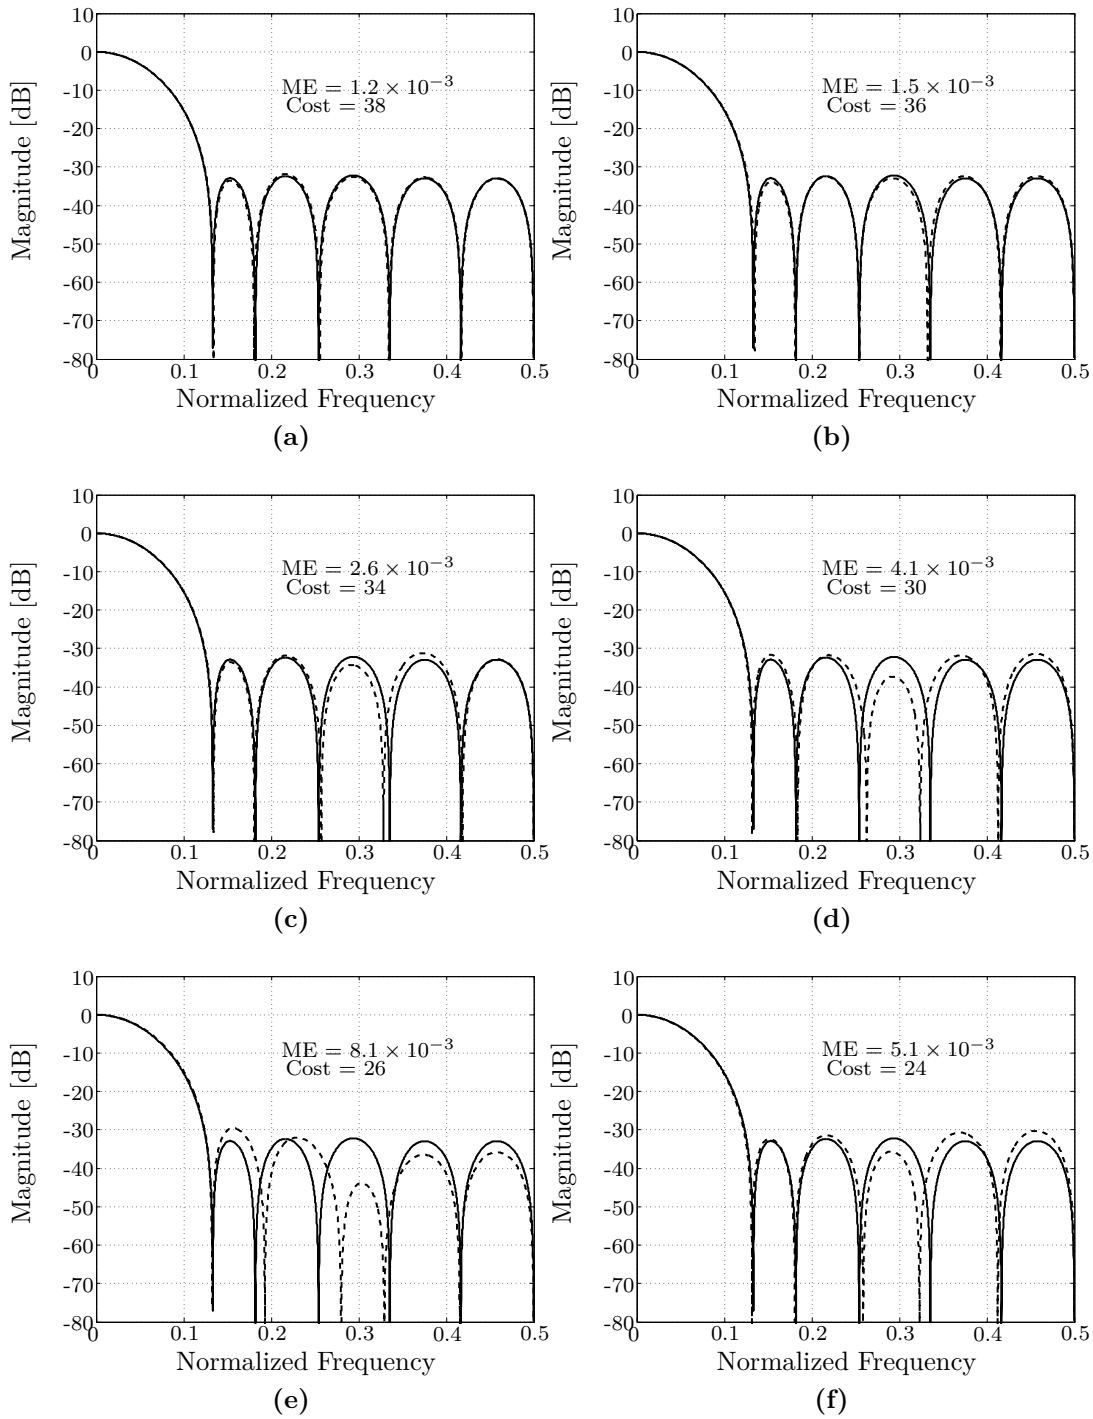 10
0
-10
-20
-30
-40
-50
-60
-70
-80
0 0.1 0.2 0.3 0.4 0.5
Magnitude [dB]
ME = 1.2 × 10⁻³
Cost = 38
Normalized Frequency
(a)
10
0
-10
-20
-30
-40
-50
-60
-70
-80
0 0.1 0.2 0.3 0.4 0.5
Magnitude [dB]
ME = 1.5 × 10⁻³
Cost = 36
Normalized Frequency
(b)
10
0
-10
-20
-30
-40
-50
-60
-70
-80
0 0.1 0.2 0.3 0.4 0.5
Magnitude [dB]
ME = 2.6 × 10⁻³
Cost = 34
Normalized Frequency
(c)
10
0
-10
-20
-30
-40
-50
-60
-70
-80
0 0.1 0.2 0.3 0.4 0.5
Magnitude [dB]
ME = 4.1 × 10⁻³
Cost = 30
Normalized Frequency
(d)
10
0
-10
-20
-30
-40
-50
-60
-70
-80
0 0.1 0.2 0.3 0.4 0.5
Magnitude [dB]
ME = 8.1 × 10⁻³
Cost = 26
Normalized Frequency
(e)
10
0
-10
-20
-30
-40
-50
-60
-70
-80
0 0.1 0.2 0.3 0.4 0.5
Magnitude [dB]
ME = 5.1 × 10⁻³
Cost = 24
Normalized Frequency
(f)